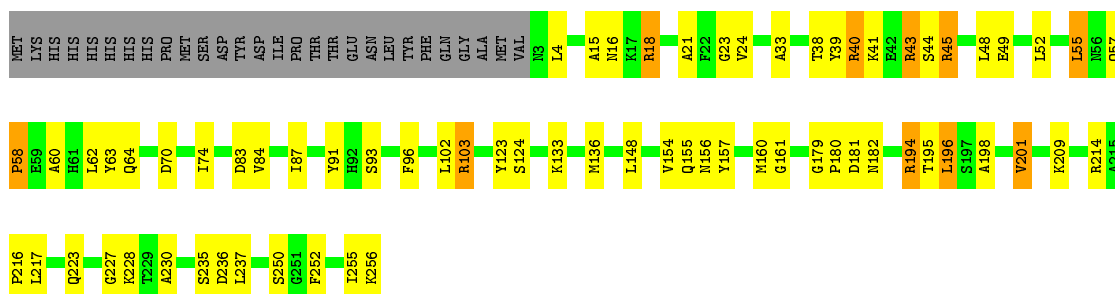 MET LYS HIS HIS HIS HIS HIS HIS PRO MET SER ASP TYR ASP ILE PRO THR THR GLU ASN LEU TYR PHE GLN GLY ALA MET VAL N3 L4 A15 N16 K17 R18 A21 F22 G23 V24 A33 T38 Y39 R40 K41 E42 R43 S44 R45 L48 E49 L52 L55 N56 Q57
P58 E59 A60 H61 L62 Y63 Q64 D70 I74 D83 V84 I87 Y91 H92 S93 F96 L102 R103 Y123 S124 K133 M136 L148 V154 Q155 N156 Y157 M160 G161 G179 P180 D181 N182 R194 T195 L196 S197 A198 V201 K209 R214 A215
P216 L217 Q223 G227 K228 T229 A230 S235 D236 L237 S250 G251 F252 I255 K256